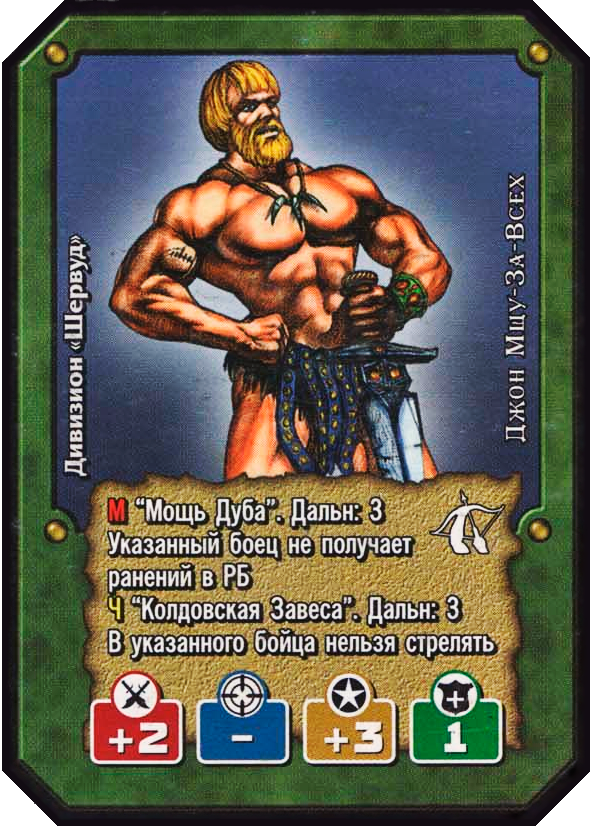 Дивизион «Шервуд»
Джон Мщу-За-Всех
М “Мощь Дуба”. Дальн: 3
Указанный боец не получает
ранений в РБ
Ч “Колдовская Завеса”. Дальн: 3
В указанного бойца нельзя стрелять
+2
-
+3
1